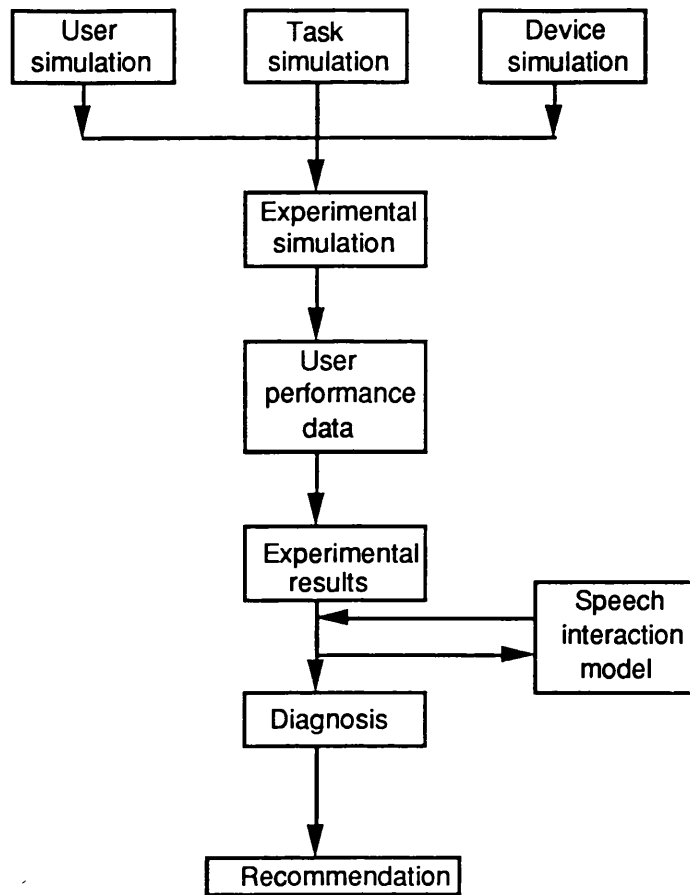 User
simulation
Task
simulation
Device
simulation
Experimental
simulation
User
performance
data
Experimental
results
Speech
interaction
model
Diagnosis
Recommendation